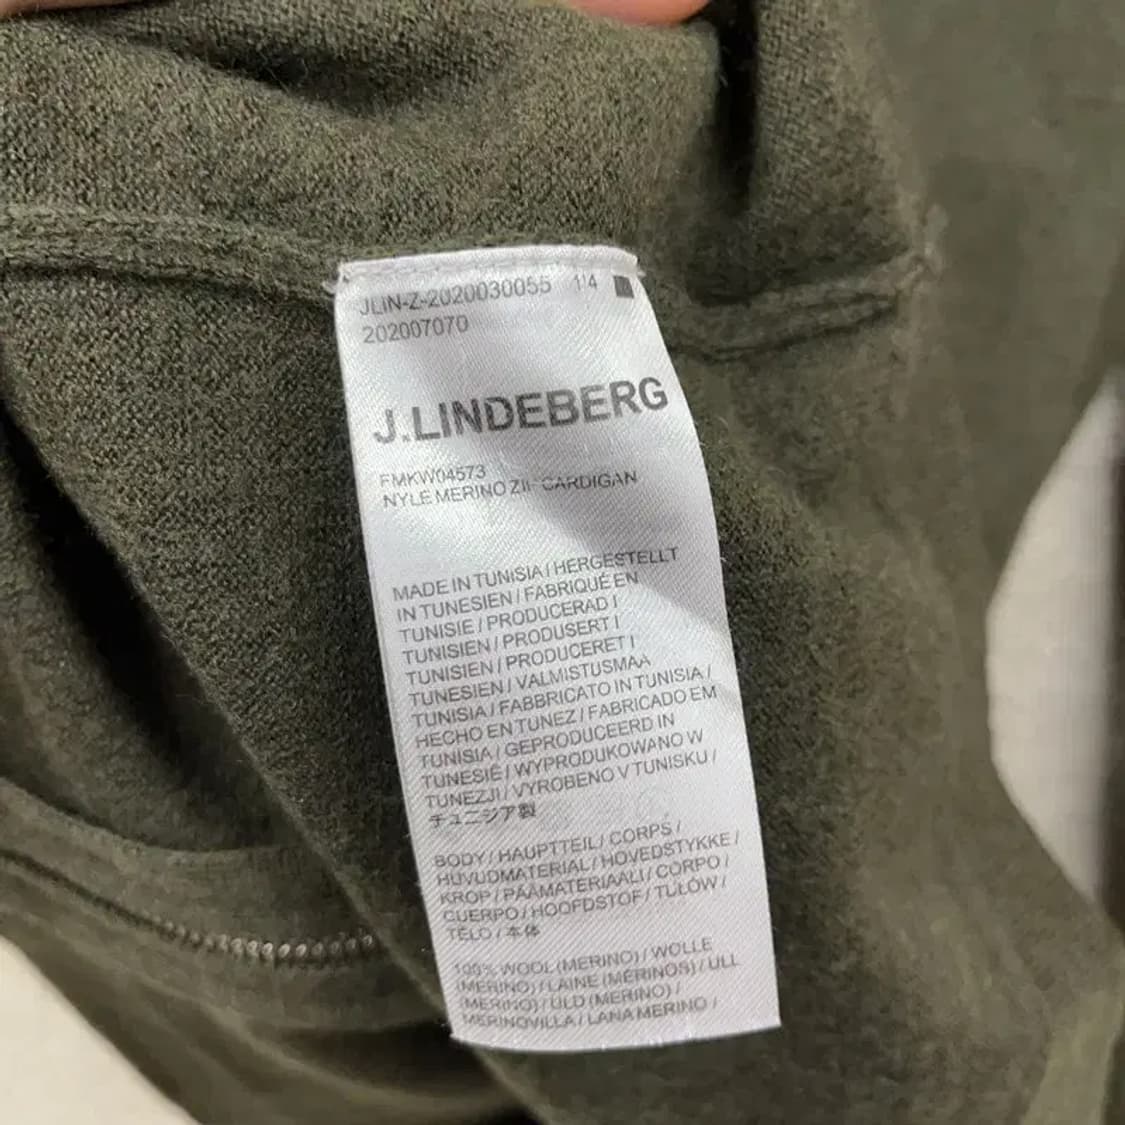 JLIN-Z-2020030055 1/4
202007070
J.LINDEBERG
FMKW04573
NYLE MERINO ZIP CARDIGAN
MADE IN TUNISIA / HERGESTELLT
IN TUNESIEN / FABRIQUÉ EN
TUNISIE / PRODUCERAD I
TUNISIEN / PRODUSERT I
TUNISIEN / PRODUCERET I
TUNESIEN / VALMISTUSMAA
TUNISIA / FABBRICATO IN TUNISIA /
HECHO EN TUNEZ / FABRICADO EM
TUNISIA / GEPRODUCEERD IN
TUNESIË / WYPRODUKOWANO W
TUNEZJI / VYROBENO V TUNISKU /
チュニジア製
BODY / HAUPTTEIL / CORPS /
HUVUDMATERIAL / HOVEDSTYKKE /
KROP / PÄÄMATERIAALI / CORPO /
CUERPO / HOOFDSTOF / TUŁÓW /
TĚLO / 本体
100% WOOL (MERINO) / WOLLE
(MERINO) / LAINE (MÉRINOS) / ULL
(MERINO) / ULD (MERINO) /
MERINOVILLA / LANA MERINO /